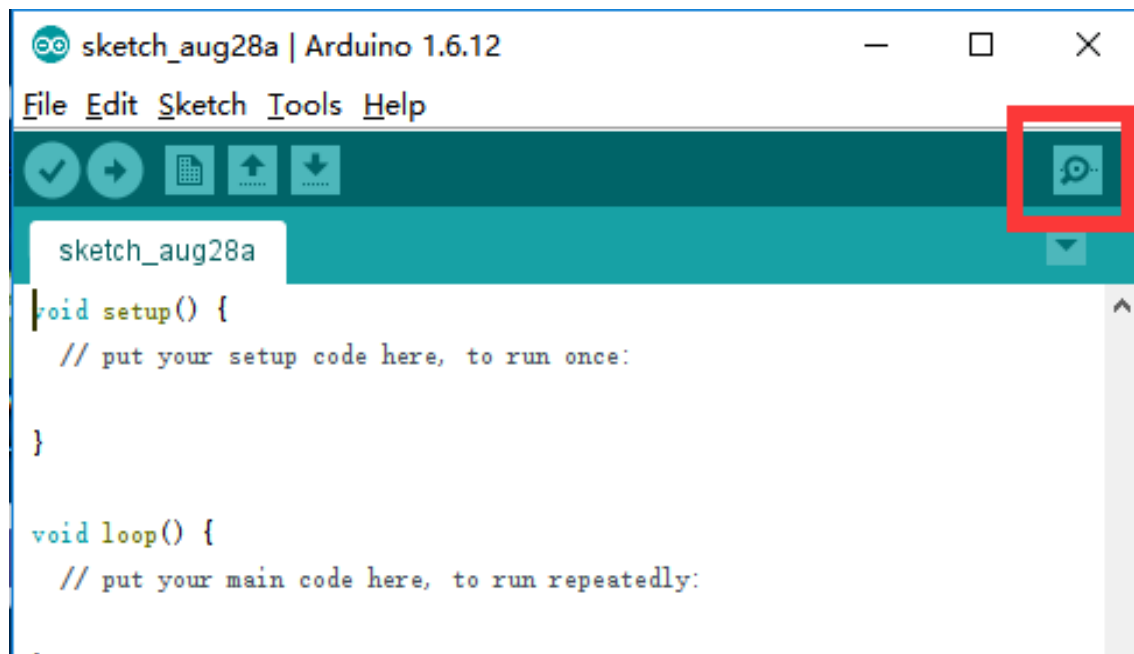 sketch_aug28a | Arduino 1.6.12
File Edit Sketch Tools Help
sketch_aug28a
void setup() {
  // put your setup code here, to run once:
}
void loop() {
  // put your main code here, to run repeatedly: